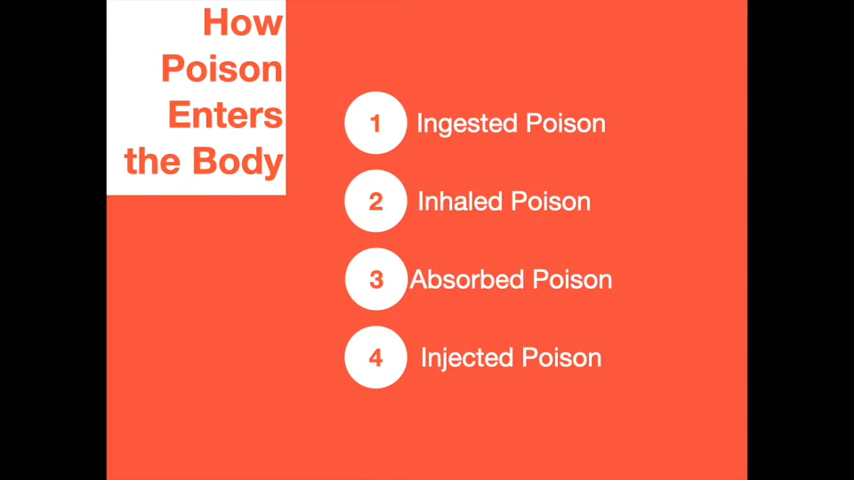 How
Poison
Enters
the Body
1 Ingested Poison
2 Inhaled Poison
3 Absorbed Poison
4 Injected Poison